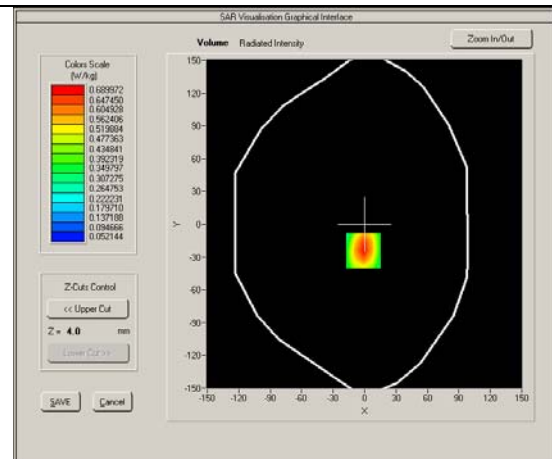 SAR Visualisation Graphical Interface
Volume Radiated Intensity
Zoom In/Out
Colors Scale
(W/kg)
0.689972
0.647450
0.604928
0.562406
0.519884
0.477363
0.434841
0.392319
0.349797
0.307275
0.264753
0.222231
0.179710
0.137188
0.094666
0.052144
Z-Cuts Control
<< Upper Cut
Z = 4.0 mm
Lower Cut >>
SAVE Cancel
150
120
90
60
30
0
-30
-60
-90
-120
-150
Y
-150 -120 -90 -60 -30 0 30 60 90 120 150
X